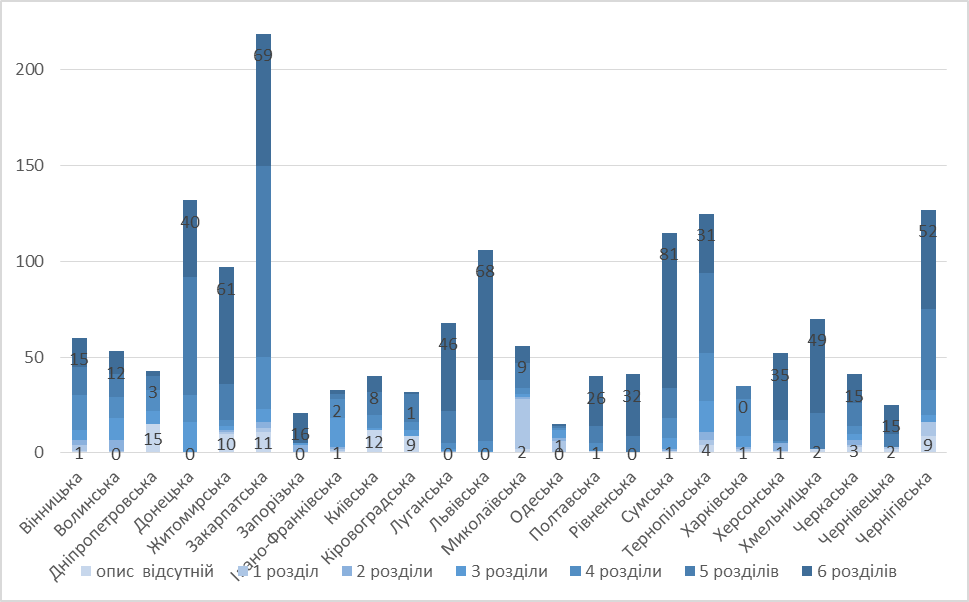 200
150
100
50
0
69
40
61
15
12
3
16
2
8
1
46
68
9
1
26
32
81
31
0
35
49
15
15
52
1
0
15
0
10
11
0
1
12
9
0
0
2
0
1
0
1
4
1
1
2
3
2
9
Вінницька
Волинська
Дніпропетровська
Донецька
Житомирська
Закарпатська
Запорізька
Івано-Франківська
Київська
Кіровоградська
Луганська
Львівська
Миколаївська
Одеська
Полтавська
Рівненська
Сумська
Тернопільська
Харківська
Херсонська
Хмельницька
Черкаська
Чернівецька
Чернігівська
опис відсутній 1 розділ 2 розділи 3 розділи 4 розділи 5 розділів 6 розділів